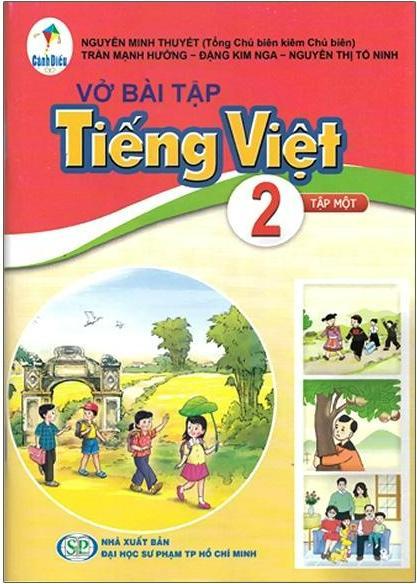 Cánh Diều
NGUYỄN MINH THUYẾT (Tổng Chủ biên kiêm Chủ biên)
TRẦN MẠNH HƯỞNG – ĐẶNG KIM NGA – NGUYỄN THỊ TỐ NINH
VỞ BÀI TẬP
Tiếng Việt
2
TẬP MỘT
SP
NHÀ XUẤT BẢN
ĐẠI HỌC SƯ PHẠM TP HỒ CHÍ MINH